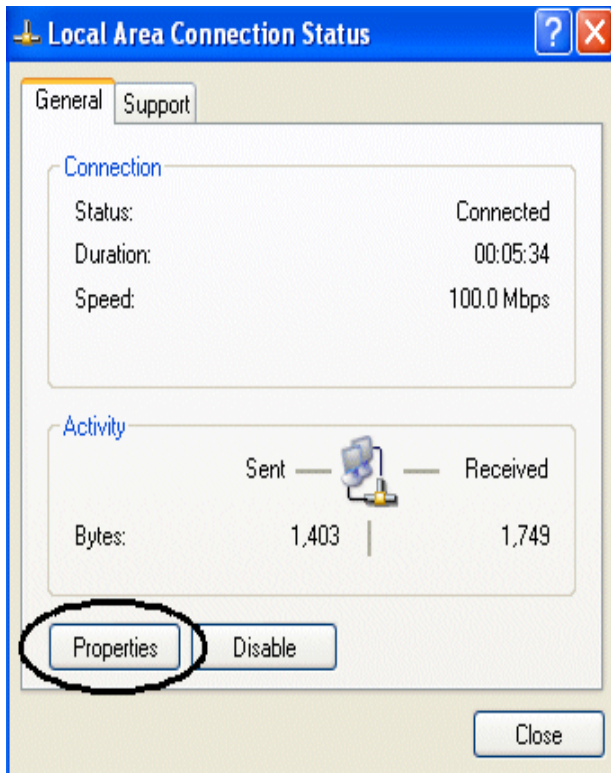 Local Area Connection Status ? X
General Support
Connection
Status: Connected
Duration: 00:05:34
Speed: 100.0 Mbps
Activity
Sent Received
Bytes: 1,403 1,749
Properties Disable
Close